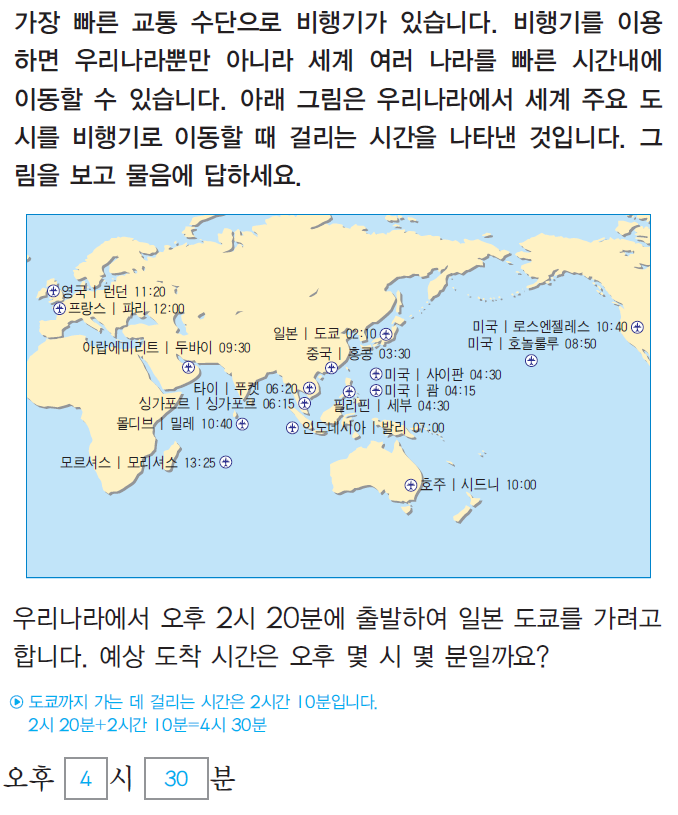 가장 빠른 교통 수단으로 비행기가 있습니다. 비행기를 이용
하면 우리나라뿐만 아니라 세계 여러 나라를 빠른 시간내에
이동할 수 있습니다. 아래 그림은 우리나라에서 세계 주요 도
시를 비행기로 이동할 때 걸리는 시간을 나타낸 것입니다. 그
림을 보고 물음에 답하세요.
영국 | 런던 11:20
프랑스 | 파리 12:00
일본 | 도쿄 02:10
미국 | 로스엔젤레스 10:40
미국 | 호놀룰루 08:50
아랍에미리트 | 두바이 09:30
중국 | 홍콩 03:30
미국 | 사이판 04:30
타이 | 푸켓 06:20
미국 | 괌 04:15
싱가포르 | 싱가포르 06:15
필리핀 | 세부 04:30
몰디브 | 밀레 10:40
인도네시아 | 발리 07:00
모르셔스 | 모리셔스 13:25
호주 | 시드니 10:00
우리나라에서 오후 2시 20분에 출발하여 일본 도쿄를 가려고
합니다. 예상 도착 시간은 오후 몇 시 몇 분일까요?
도쿄까지 가는 데 걸리는 시간은 2시간 10분입니다.
2시 20분+2시간 10분=4시 30분
오후 4 시 30 분